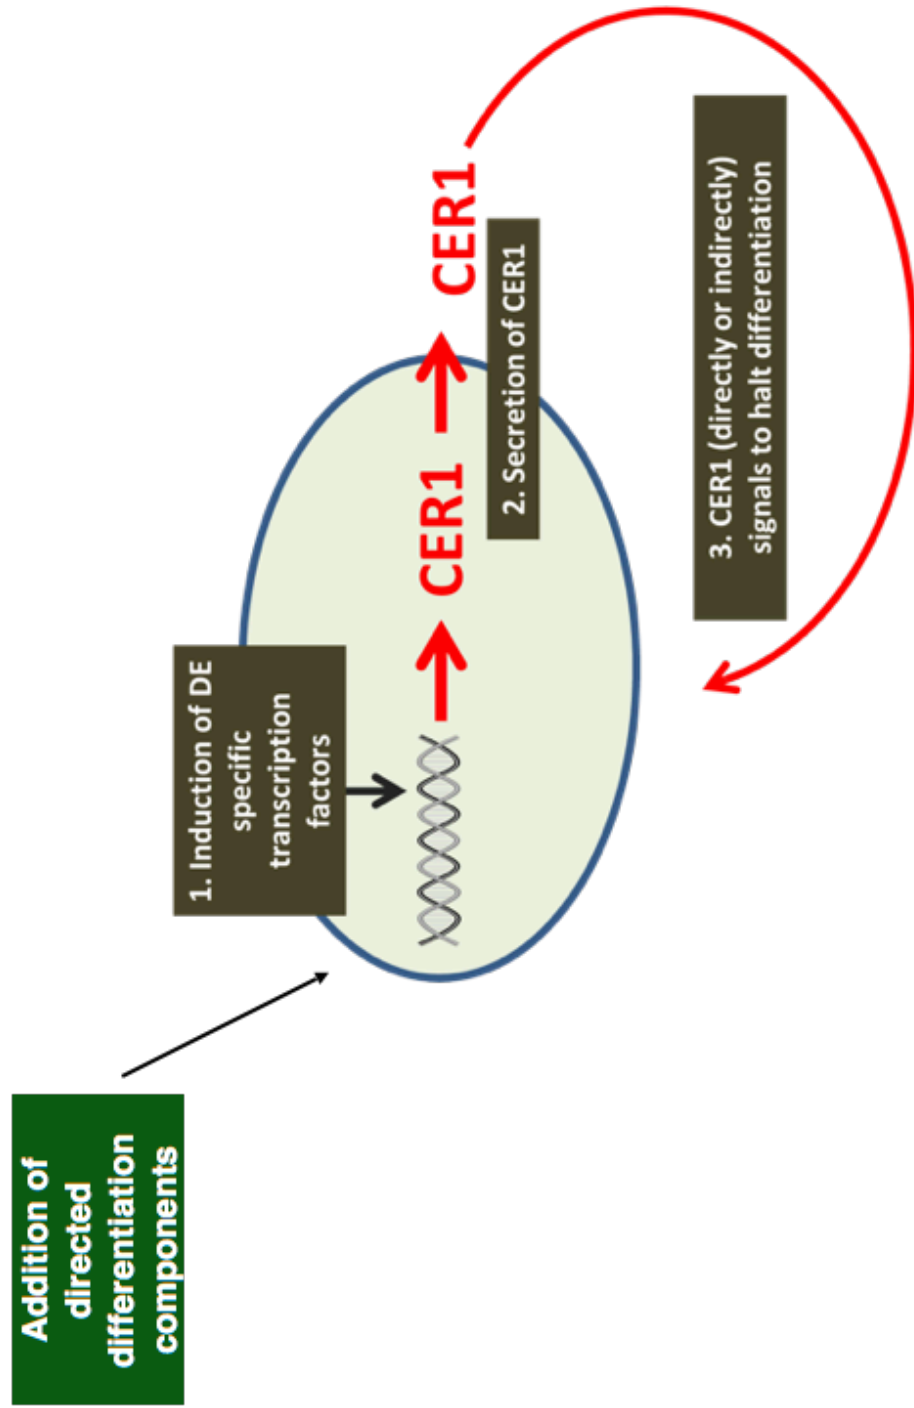 Addition of
directed
differentiation
components
1. Induction of DE
specific
transcription
factors
CER1
CER1
2. Secretion of CER1
3. CER1 (directly or indirectly)
signals to halt differentiation